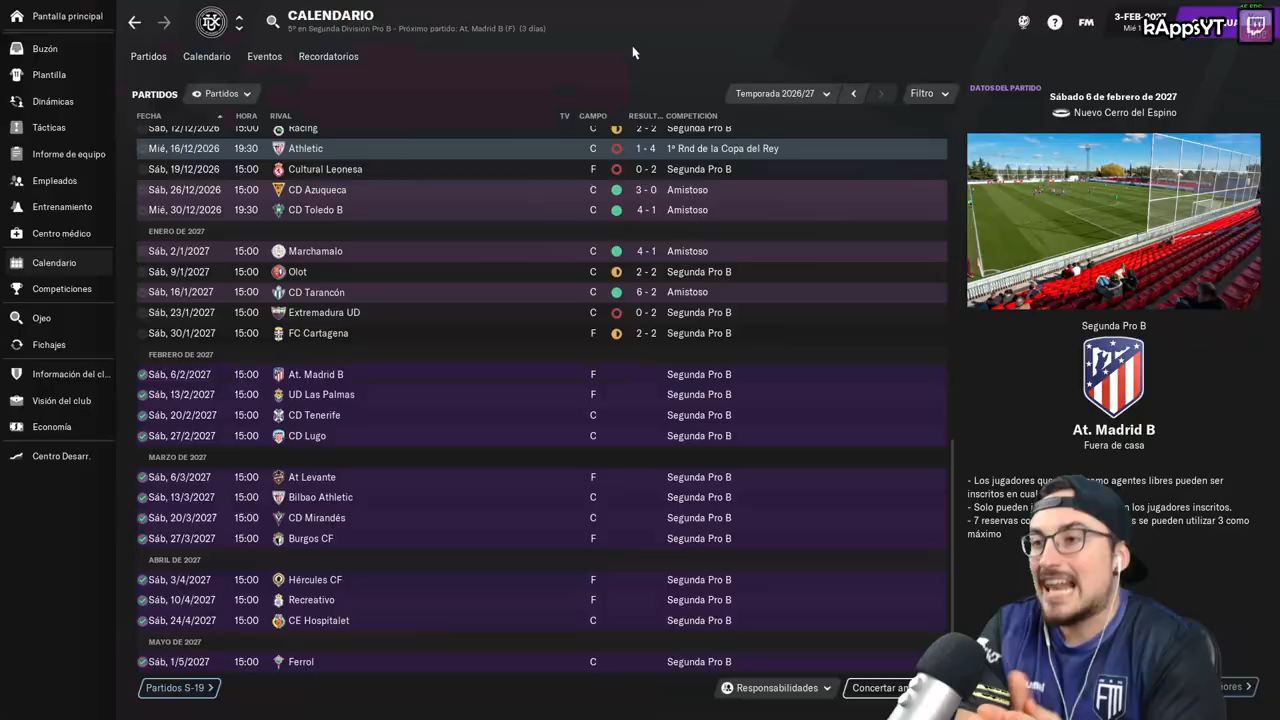 Pantalla principal
CALENDARIO
5º en Segunda División Pro B - Próximo partido: At. Madrid B (F) (3 días)
FM
3-FEB-2027
Mié
kAppsYT
Buzón
Plantilla
Dinámicas
Tácticas
Informe de equipo
Empleados
Entrenamiento
Centro médico
Calendario
Competiciones
Ojeo
Fichajes
Información del cl...
Visión del club
Economía
Centro Desarr.
Partidos Calendario Eventos Recordatorios
PARTIDOS Partidos Temporada 2026/27 Filtro
FECHA HORA RIVAL TV CAMPO RESULT... COMPETICIÓN
Sáb, 12/12/2026 15:00 Racing C 2 - 2 Segunda Pro B
Mié, 16/12/2026 19:30 Athletic C 1 - 4 1ª Rnd de la Copa del Rey
Sáb, 19/12/2026 15:00 Cultural Leonesa F 0 - 2 Segunda Pro B
Sáb, 26/12/2026 15:00 CD Azuqueca C 3 - 0 Amistoso
Mié, 30/12/2026 19:30 CD Toledo B C 4 - 1 Amistoso
ENERO DE 2027
Sáb, 2/1/2027 15:00 Marchamalo C 4 - 1 Amistoso
Sáb, 9/1/2027 15:00 Olot C 2 - 2 Segunda Pro B
Sáb, 16/1/2027 15:00 CD Tarancón C 6 - 2 Amistoso
Sáb, 23/1/2027 15:00 Extremadura UD C 0 - 2 Segunda Pro B
Sáb, 30/1/2027 15:00 FC Cartagena F 2 - 2 Segunda Pro B
FEBRERO DE 2027
Sáb, 6/2/2027 15:00 At. Madrid B F Segunda Pro B
Sáb, 13/2/2027 15:00 UD Las Palmas F Segunda Pro B
Sáb, 20/2/2027 15:00 CD Tenerife C Segunda Pro B
Sáb, 27/2/2027 15:00 CD Lugo C Segunda Pro B
MARZO DE 2027
Sáb, 6/3/2027 15:00 At Levante F Segunda Pro B
Sáb, 13/3/2027 15:00 Bilbao Athletic C Segunda Pro B
Sáb, 20/3/2027 15:00 CD Mirandés C Segunda Pro B
Sáb, 27/3/2027 15:00 Burgos CF F Segunda Pro B
ABRIL DE 2027
Sáb, 3/4/2027 15:00 Hércules CF F Segunda Pro B
Sáb, 10/4/2027 15:00 Recreativo F Segunda Pro B
Sáb, 24/4/2027 15:00 CE Hospitalet C Segunda Pro B
MAYO DE 2027
Sáb, 1/5/2027 15:00 Ferrol C Segunda Pro B
Partidos S-19 Responsabilidades Concertar
DATOS DEL PARTIDO
Sábado 6 de febrero de 2027
Nuevo Cerro del Espino
Segunda Pro B
At. Madrid B
Fuera de casa
- Los jugadores como agentes libres pueden ser
inscritos en
- Solo pueden los jugadores inscritos.
- 7 reservas se pueden utilizar 3 como
máximo